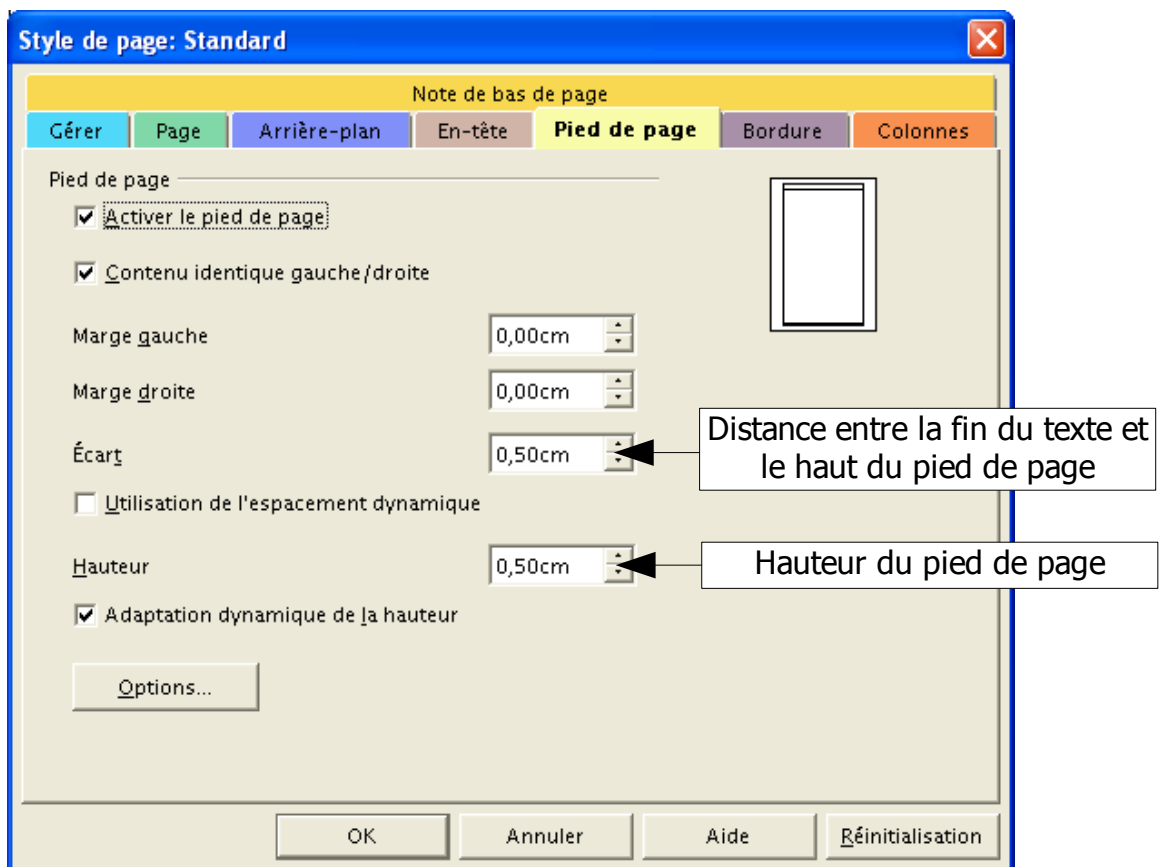 Style de page: Standard
Note de bas de page
Gérer Page Arrière-plan En-tête Pied de page Bordure Colonnes
Pied de page
Activer le pied de page
Contenu identique gauche/droite
Marge gauche 0,00cm
Marge droite 0,00cm
Écart 0,50cm
Distance entre la fin du texte et
le haut du pied de page
Utilisation de l'espacement dynamique
Hauteur 0,50cm
Hauteur du pied de page
Adaptation dynamique de la hauteur
Options...
OK Annuler Aide Réinitialisation